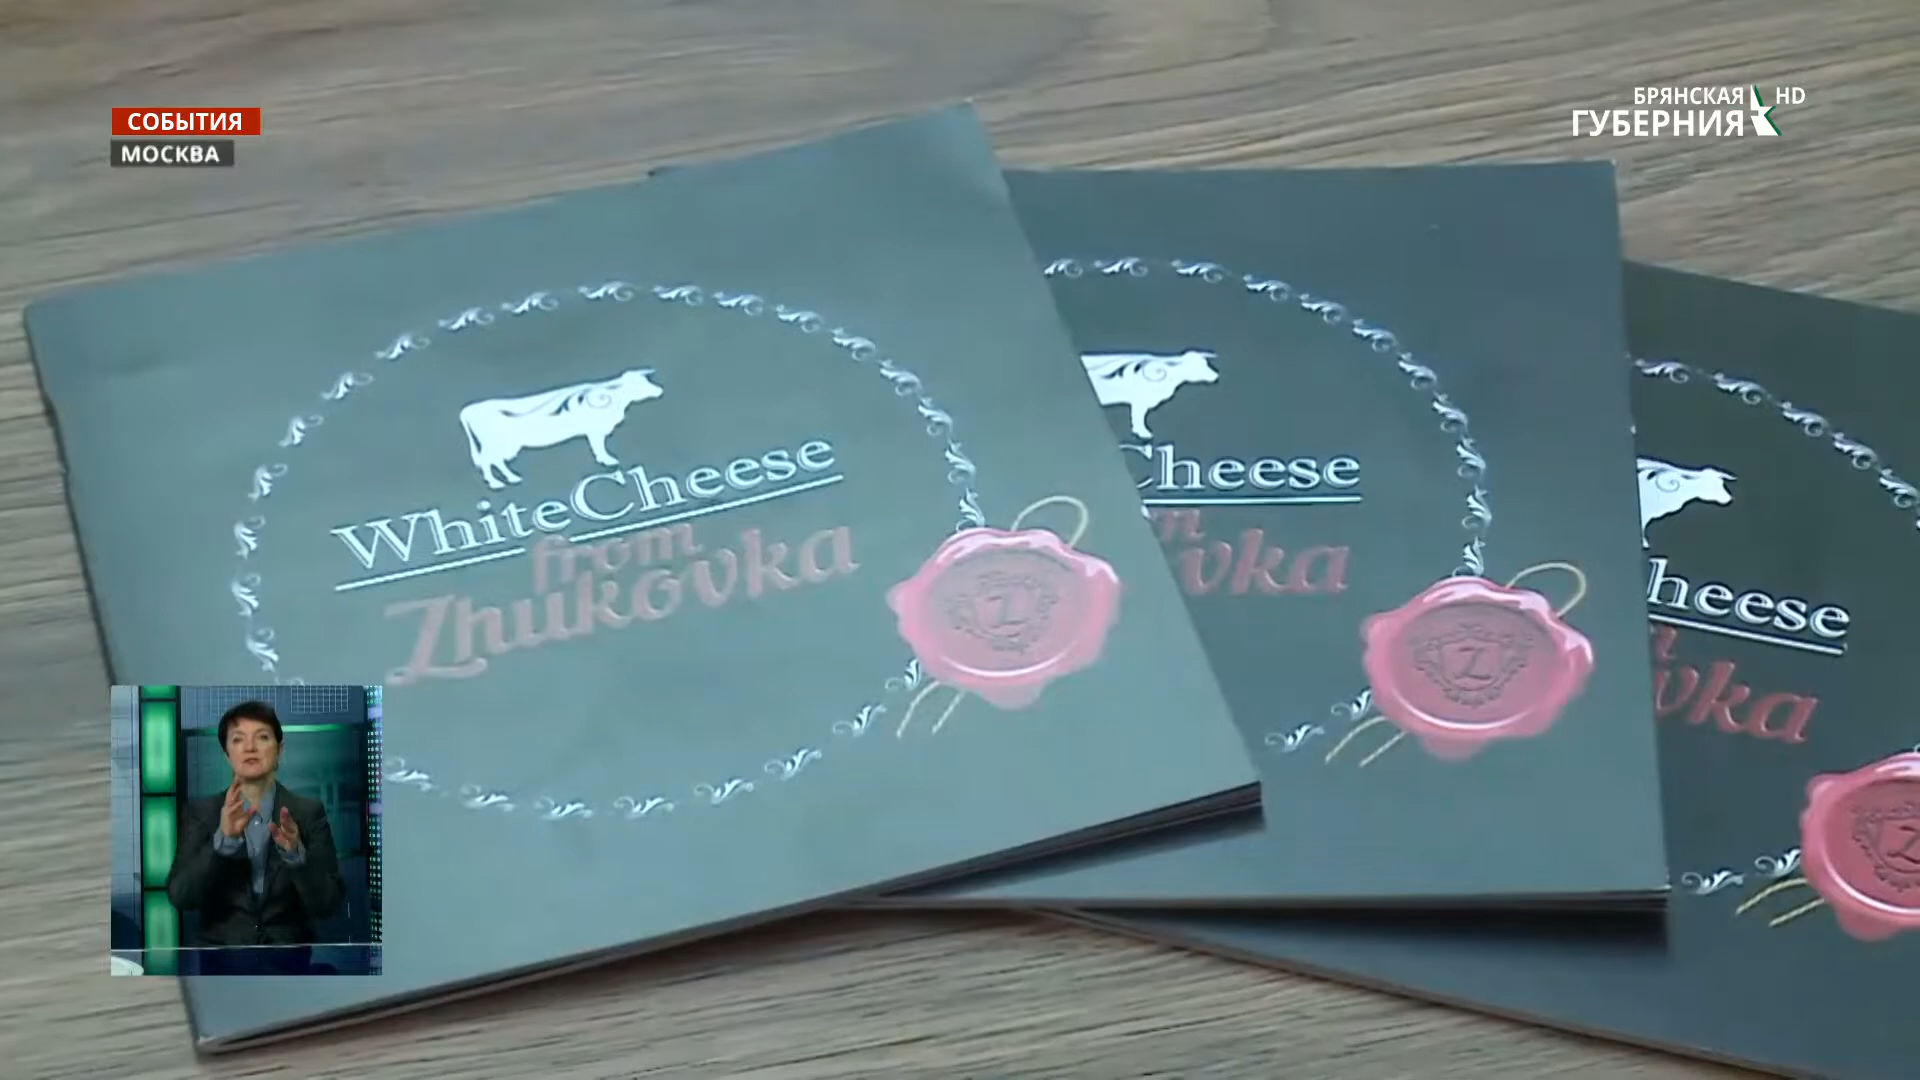 СОБЫТИЯ
МОСКВА
БРЯНСКАЯ HD
ГУБЕРНИЯ
WhiteCheese
from
Zhukovka
Z
Cheese
vka
Z
heese
vka
Z